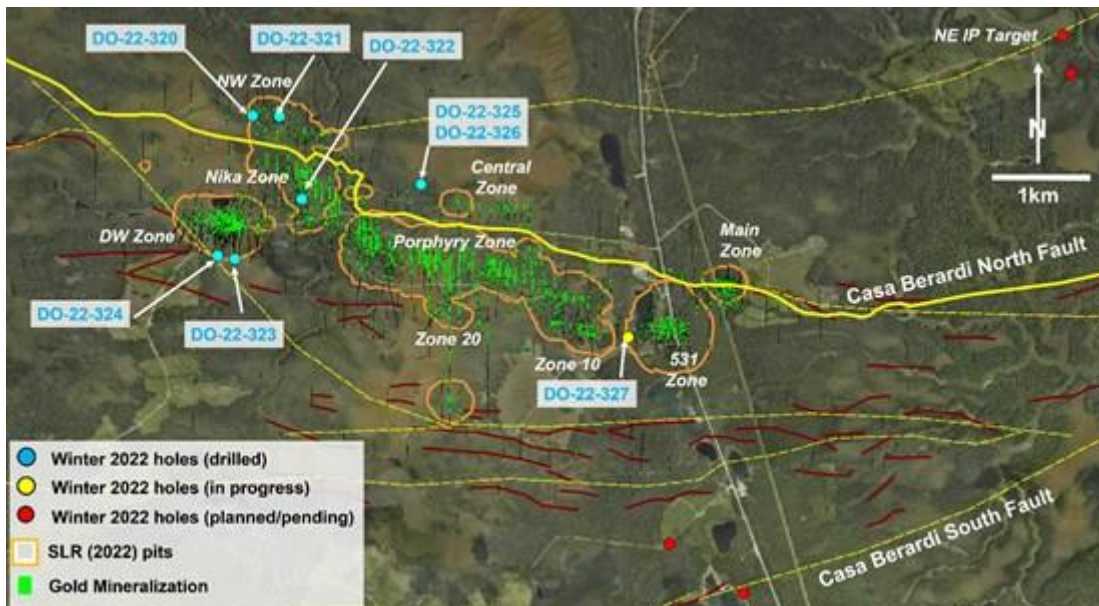 DO-22-320
DO-22-321
DO-22-322
NE IP Target
NW Zone
DO-22-325
DO-22-326
N
Nika Zone
Central
Zone
1km
DW Zone
Porphyry Zone
Main
Zone
Casa Berardi North Fault
DO-22-324
DO-22-323
Zone 20
Zone 10
531
Zone
DO-22-327
Casa Berardi South Fault
Winter 2022 holes (drilled)
Winter 2022 holes (in progress)
Winter 2022 holes (planned/pending)
SLR (2022) pits
Gold Mineralization